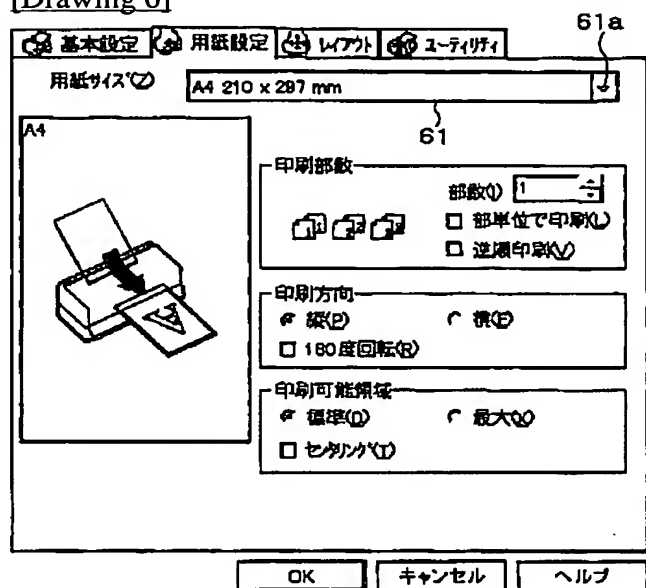 [Drawing 6]
61a
基本設定 用紙設定 レイアウト ユーティリティ
用紙サイズ(Z) A4 210 x 297 mm
61
A4
印刷部数
部数(I) 1
部単位で印刷(L)
逆順印刷(V)
印刷方向
縦(P) 横(E)
180度回転(R)
印刷可能領域
標準(D) 最大(X)
センタリング(T)
OK キャンセル ヘルプ